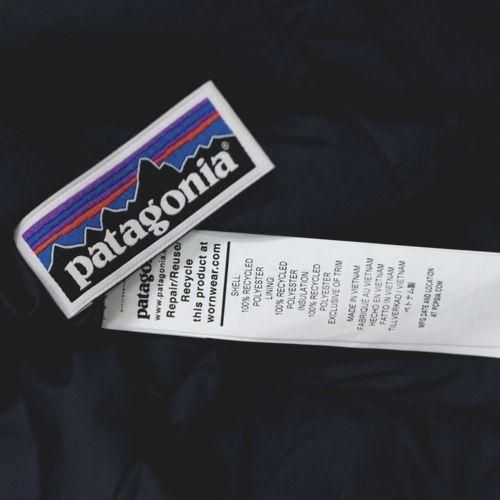 patagonia®
patagonia
www.patagonia.
Repair/Reuse/
Recycle
this product at
wornwear.com
SHELL:
100% RECYCLED
POLYESTER
LINING:
100% RECYCLED
POLYESTER
INSULATION:
100% RECYCLED
POLYESTER
EXCLUSIVE OF TRIM
MADE IN VIETNAM
FABRIQUÉ AU VIETNAM
HECHO EN VIETNAM
FATTO IN VIETNAM
TILLVERKAD I VIETNAM
ベトナム製
MFG DATE AND LOCATION
AT PCPSIA.COM